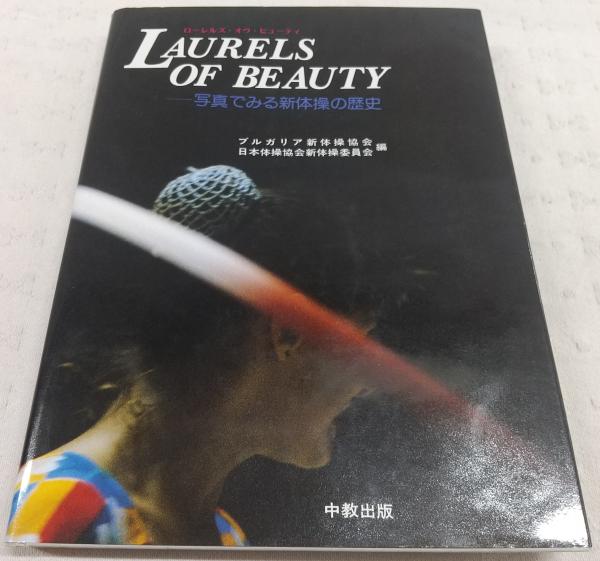 ローレルズ・オヴ・ビューティ
LAURELS
OF BEAUTY
―写真でみる新体操の歴史
ブルガリア新体操協会
日本体操協会新体操委員会 編
中教出版